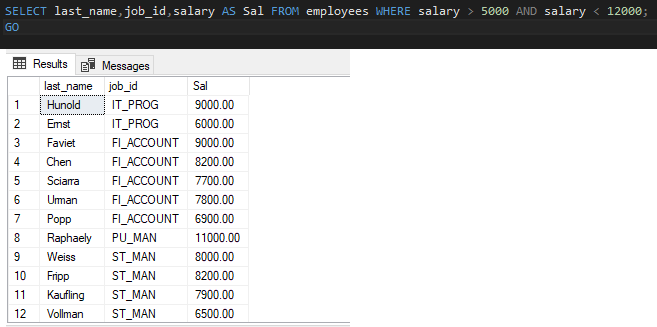 SELECT last_name,job_id,salary AS Sal FROM employees WHERE salary > 5000 AND salary < 12000;
GO
Results Messages
last_name job_id Sal
1 Hunold IT_PROG 9000.00
2 Ernst IT_PROG 6000.00
3 Faviet FI_ACCOUNT 9000.00
4 Chen FI_ACCOUNT 8200.00
5 Sciarra FI_ACCOUNT 7700.00
6 Urman FI_ACCOUNT 7800.00
7 Popp FI_ACCOUNT 6900.00
8 Raphaely PU_MAN 11000.00
9 Weiss ST_MAN 8000.00
10 Fripp ST_MAN 8200.00
11 Kaufling ST_MAN 7900.00
12 Vollman ST_MAN 6500.00